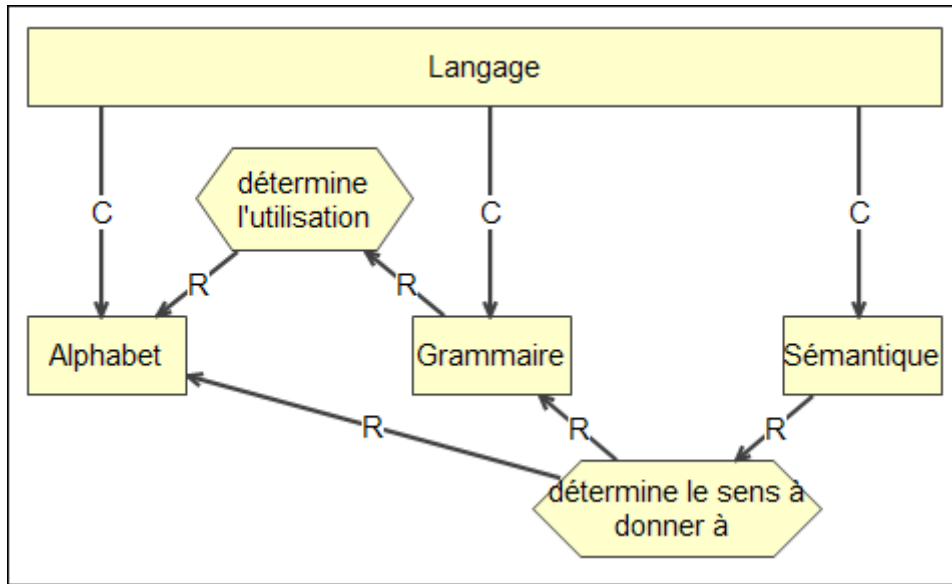 Langage
détermine
l'utilisation
C
C
C
R
R
Alphabet
Grammaire
Sémantique
R
R
R
détermine le sens à
donner à